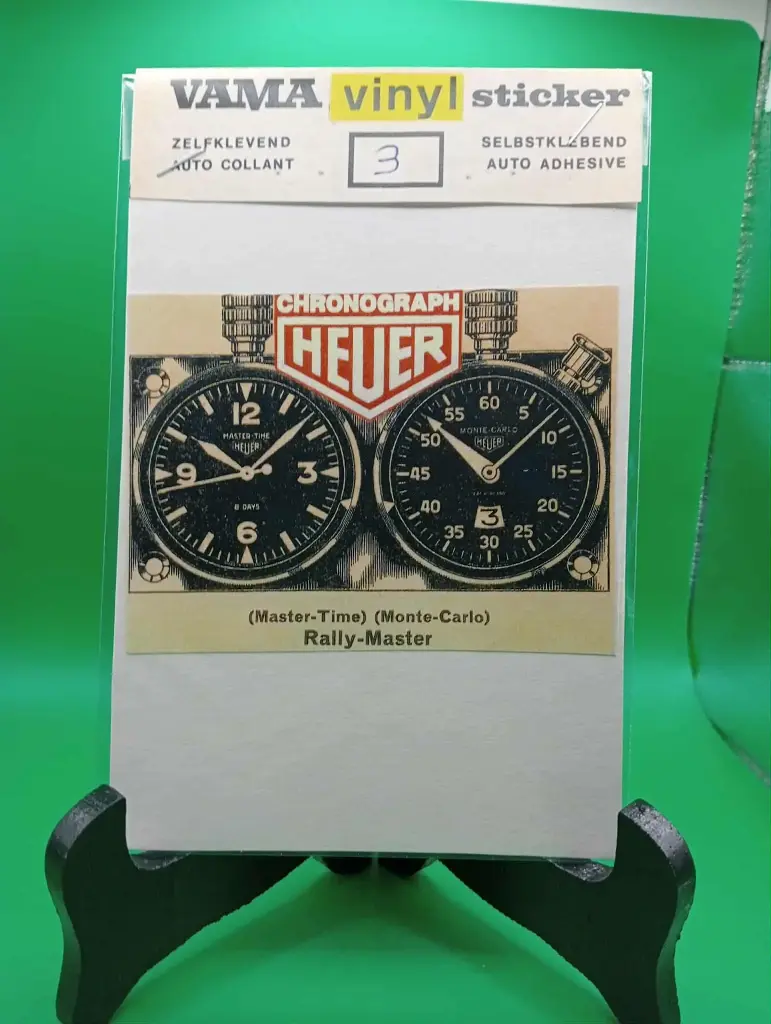 VAMA vinyl sticker
ZELFKLEVEND
AUTO COLLANT
3
SELBSTKLEBEND
AUTO ADHESIVE
CHRONOGRAPH
HEUER
12
MASTER-TIME
HEUER
9
3
8 DAYS
6
60
55
5
MONTE-CARLO
HEUER
50
10
45
15
40
20
3
35
25
30
(Master-Time) (Monte-Carlo)
Rally-Master